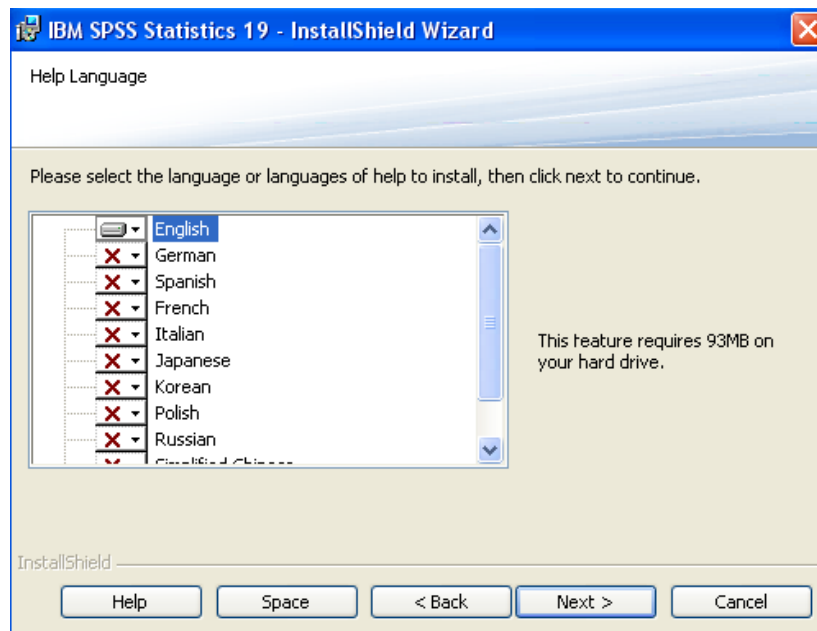 IBM SPSS Statistics 19 - InstallShield Wizard
Help Language
Please select the language or languages of help to install, then click next to continue.
English
German
Spanish
French
Italian
Japanese
Korean
Polish
Russian
Simplified Chinese
This feature requires 93MB on
your hard drive.
InstallShield
Help
Space
< Back
Next >
Cancel